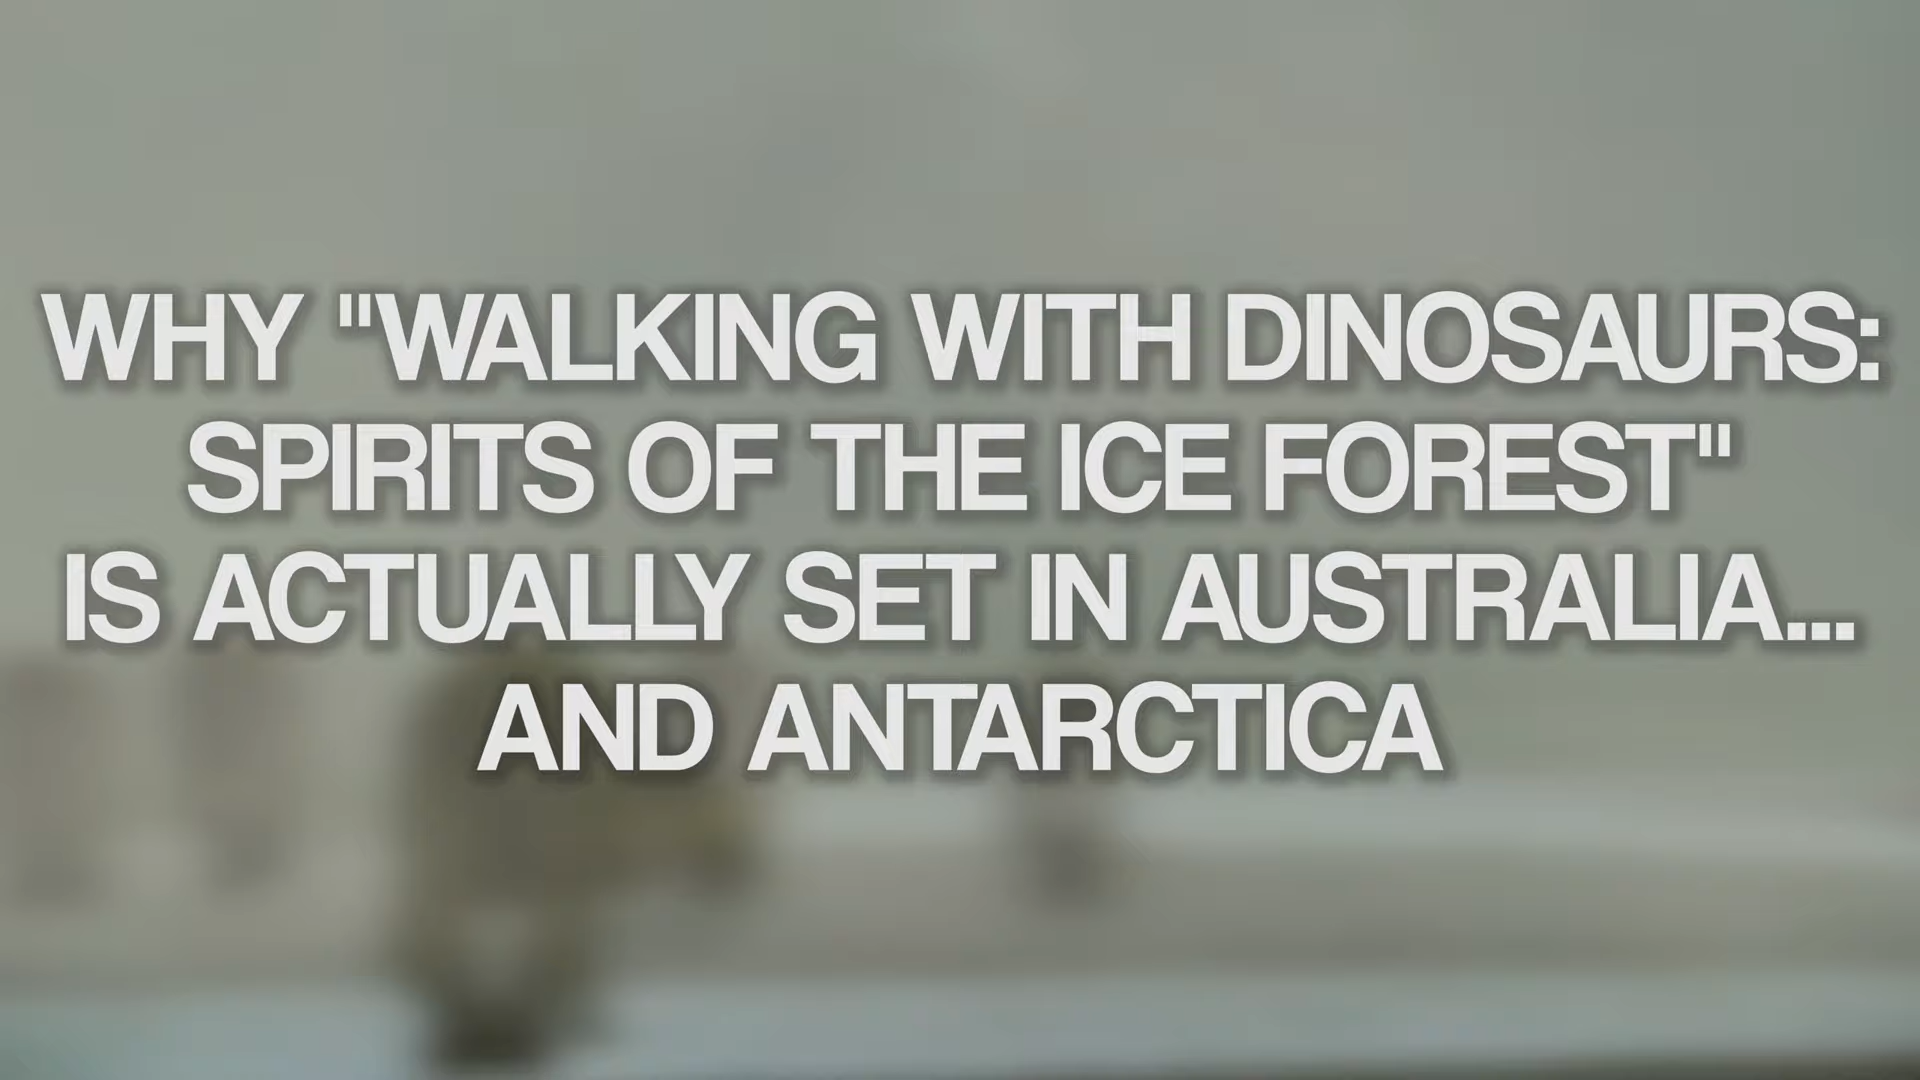 WHY "WALKING WITH DINOSAURS:
SPIRITS OF THE ICE FOREST"
IS ACTUALLY SET IN AUSTRALIA...
AND ANTARCTICA